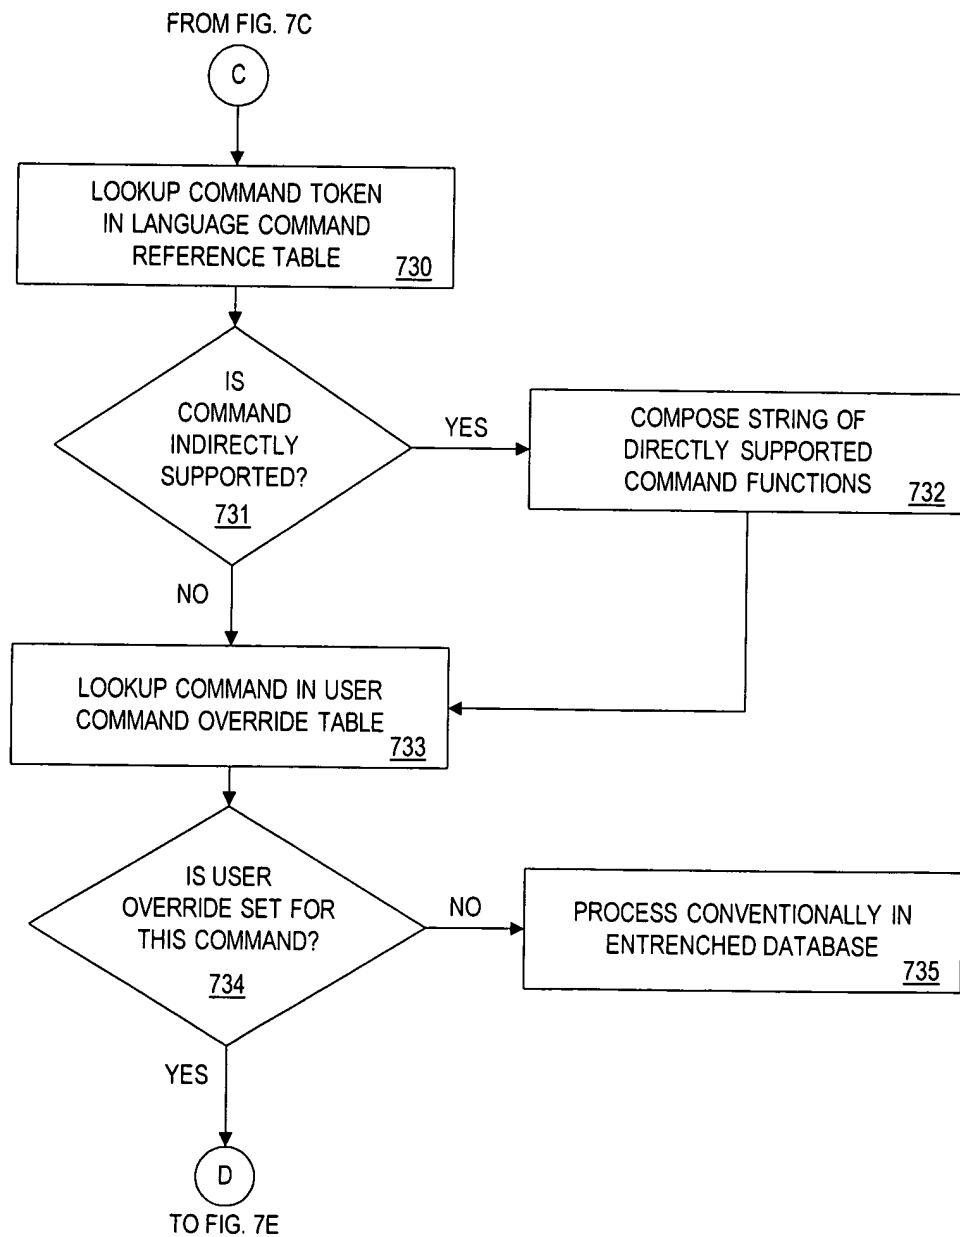 FROM FIG. 7C
C
LOOKUP COMMAND TOKEN
IN LANGUAGE COMMAND
REFERENCE TABLE
730
IS
COMMAND
INDIRECTLY
SUPPORTED?
731
YES
COMPOSE STRING OF
DIRECTLY SUPPORTED
COMMAND FUNCTIONS
732
NO
LOOKUP COMMAND IN USER
COMMAND OVERRIDE TABLE
733
IS USER
OVERRIDE SET FOR
THIS COMMAND?
734
NO
PROCESS CONVENTIONALLY IN
ENTRENCHED DATABASE
735
YES
D
TO FIG. 7E